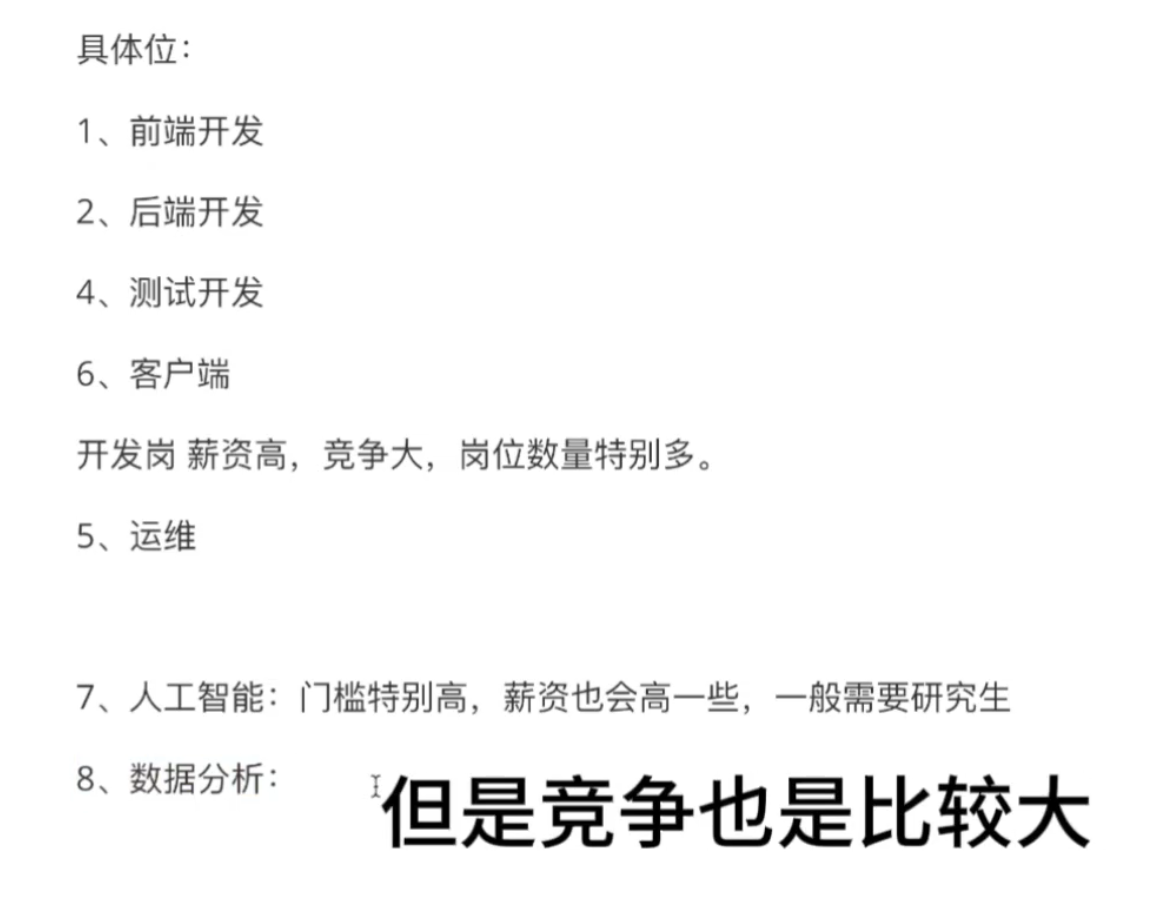 具体位：
1、前端开发
2、后端开发
4、测试开发
6、客户端
开发岗 薪资高，竞争大，岗位数量特别多。
5、运维
7、人工智能：门槛特别高，薪资也会高一些，一般需要研究生
8、数据分析：
但是竞争也是比较大